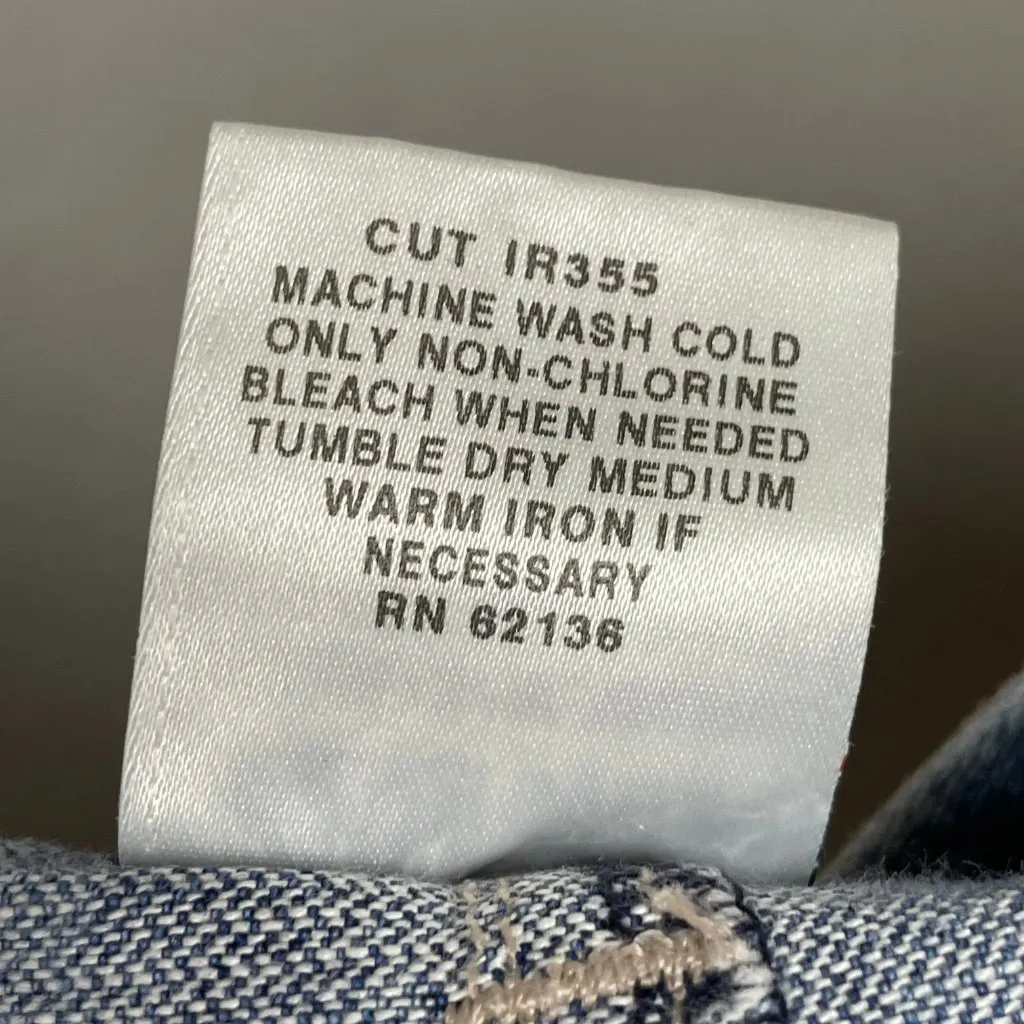 CUT IR355
MACHINE WASH COLD
ONLY NON-CHLORINE
BLEACH WHEN NEEDED
TUMBLE DRY MEDIUM
WARM IRON IF
NECESSARY
RN 62136